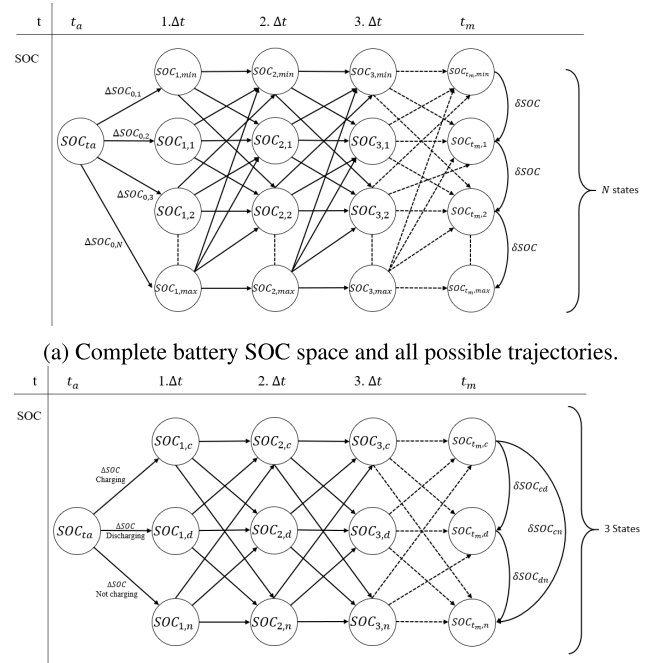 t t_a 1.Δt 2. Δt 3. Δt t_m
SOC
SOC_{1,min} SOC_{2,min} SOC_{3,min} SOC_{t_m,min}
ΔSOC_{0,1}
δSOC
SOC_{ta} ΔSOC_{0,2} SOC_{1,1} SOC_{2,1} SOC_{3,1} SOC_{t_m,1}
δSOC N states
ΔSOC_{0,3}
SOC_{1,2} SOC_{2,2} SOC_{3,2} SOC_{t_m,2}
ΔSOC_{0,N}
δSOC
SOC_{1,max} SOC_{2,max} SOC_{3,max} SOC_{t_m,max}
(a) Complete battery SOC space and all possible trajectories.
t t_a 1.Δt 2. Δt 3. Δt t_m
SOC
SOC_{1,c} SOC_{2,c} SOC_{3,c} SOC_{t_m,c}
ΔSOC
Charging
δSOC_{cd}
SOC_{ta} ΔSOC SOC_{1,d} SOC_{2,d} SOC_{3,d} SOC_{t_m,d} δSOC_{cn} 3 States
Discharging
δSOC_{dn}
ΔSOC
Not charging
SOC_{1,n} SOC_{2,n} SOC_{3,n} SOC_{t_m,n}